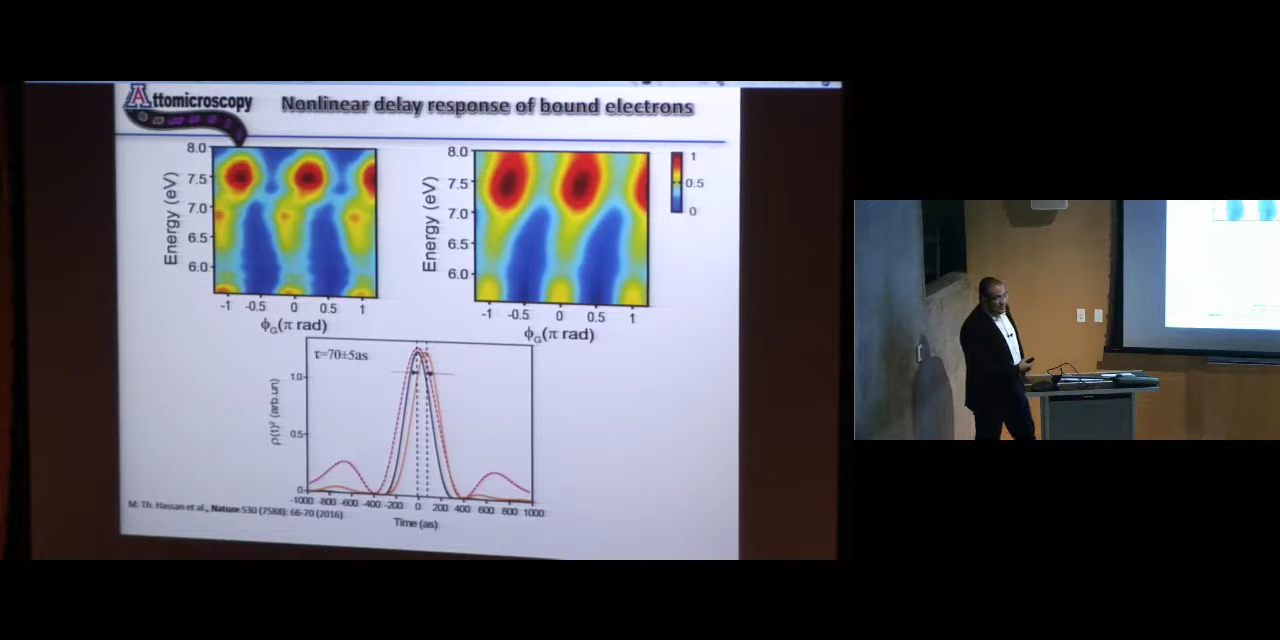 Attomicroscopy
Nonlinear delay response of bound electrons
8.0
7.5
7.0
6.5
6.0
Energy (eV)
-1 -0.5 0 0.5 1
ϕG(π rad)
8.0
7.5
7.0
6.5
6.0
Energy (eV)
-1 -0.5 0 0.5 1
ϕG(π rad)
1
0.5
0
τ=70±5as
1.0
0.5
0
ρ(t)² (arb.un)
-1000 -800 -600 -400 -200 0 200 400 600 800 1000
Time (as)
M. Th. Hassan et al., Nature 530 (7588): 66-70 (2016)